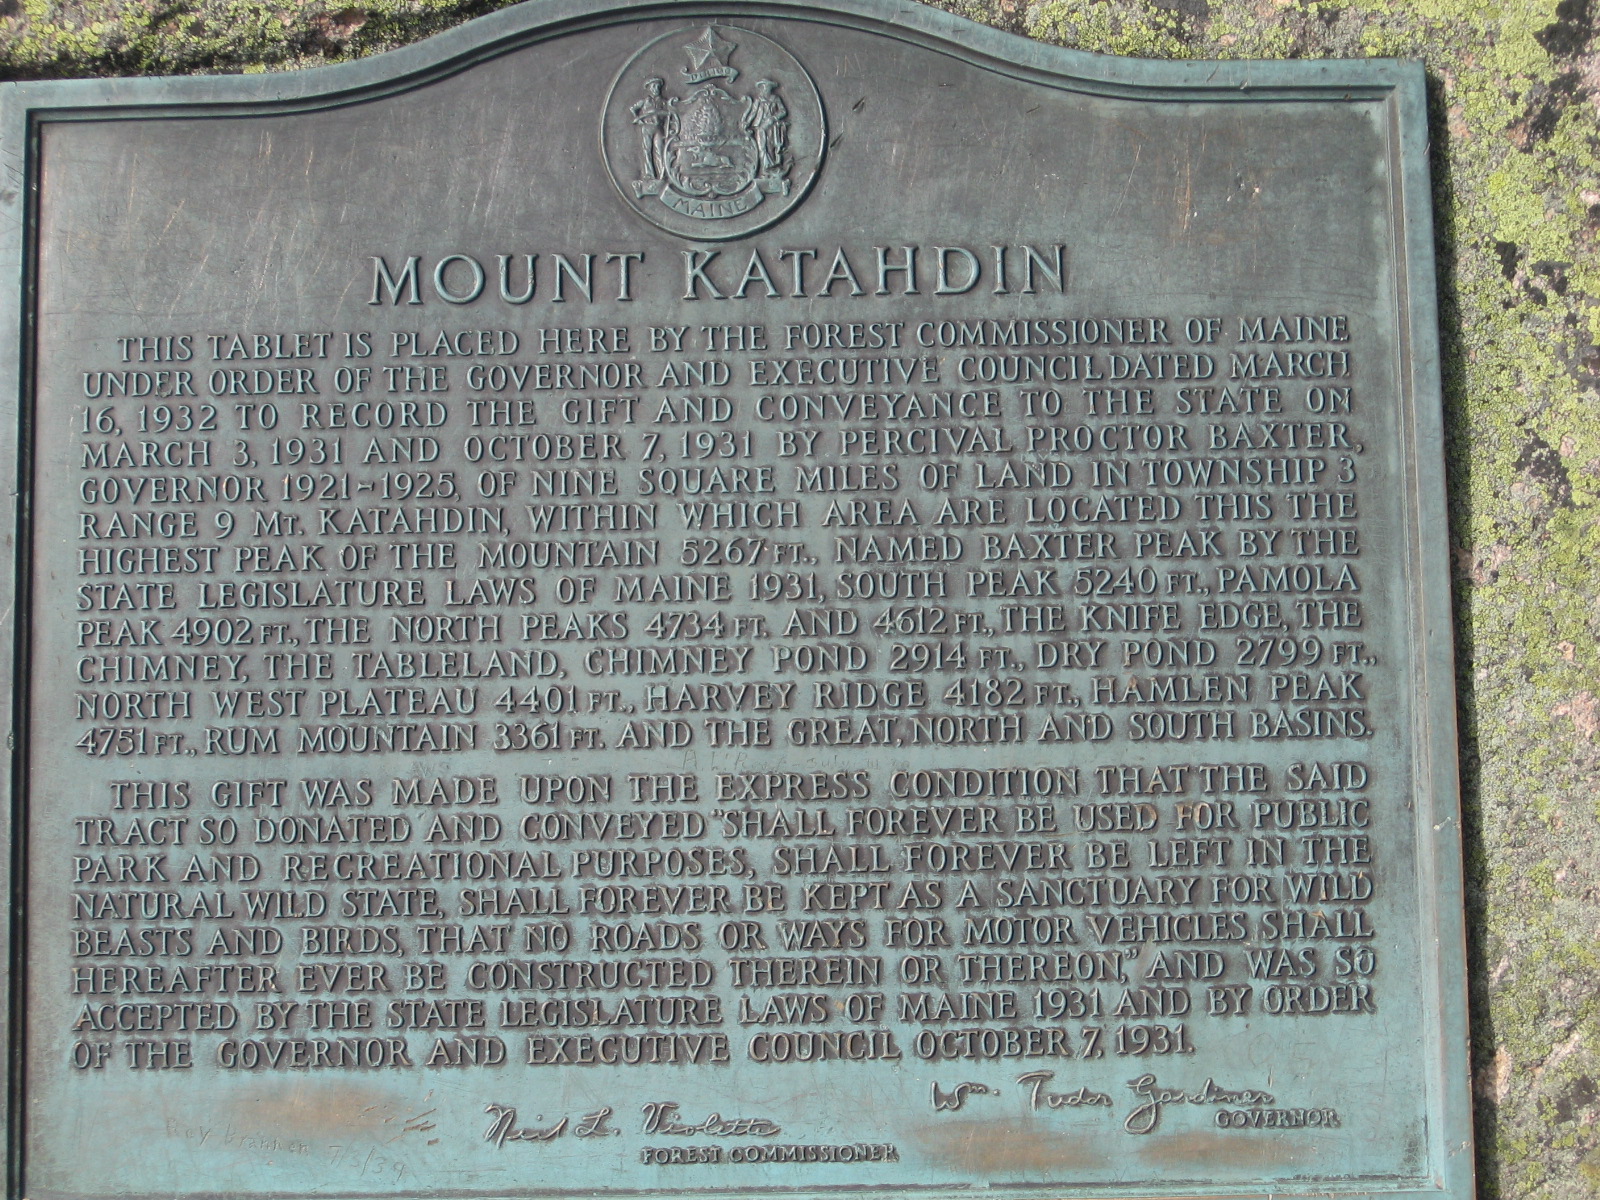 DIRIGO
MAINE
MOUNT KATAHDIN
THIS TABLET IS PLACED HERE BY THE FOREST COMMISSIONER OF MAINE
UNDER ORDER OF THE GOVERNOR AND EXECUTIVE COUNCIL DATED MARCH
16, 1932 TO RECORD THE GIFT AND CONVEYANCE TO THE STATE ON
MARCH 3, 1931 AND OCTOBER 7, 1931 BY PERCIVAL PROCTOR BAXTER,
GOVERNOR 1921-1925, OF NINE SQUARE MILES OF LAND IN TOWNSHIP 3
RANGE 9 MT. KATAHDIN, WITHIN WHICH AREA ARE LOCATED THIS THE
HIGHEST PEAK OF THE MOUNTAIN 5267 FT., NAMED BAXTER PEAK BY THE
STATE LEGISLATURE LAWS OF MAINE 1931, SOUTH PEAK 5240 FT., PAMOLA
PEAK 4902 FT., THE NORTH PEAKS 4734 FT. AND 4612 FT., THE KNIFE EDGE, THE
CHIMNEY, THE TABLELAND, CHIMNEY POND 2914 FT., DRY POND 2799 FT.,
NORTH WEST PLATEAU 4401 FT., HARVEY RIDGE 4182 FT., HAMLEN PEAK
4751 FT., RUM MOUNTAIN 3361 FT. AND THE GREAT, NORTH AND SOUTH BASINS.
THIS GIFT WAS MADE UPON THE EXPRESS CONDITION THAT THE SAID
TRACT SO DONATED AND CONVEYED "SHALL FOREVER BE USED FOR PUBLIC
PARK AND RECREATIONAL PURPOSES, SHALL FOREVER BE LEFT IN THE
NATURAL WILD STATE, SHALL FOREVER BE KEPT AS A SANCTUARY FOR WILD
BEASTS AND BIRDS, THAT NO ROADS OR WAYS FOR MOTOR VEHICLES SHALL
HEREAFTER EVER BE CONSTRUCTED THEREIN OR THEREON," AND WAS SO
ACCEPTED BY THE STATE LEGISLATURE LAWS OF MAINE 1931 AND BY ORDER
OF THE GOVERNOR AND EXECUTIVE COUNCIL OCTOBER 7, 1931.
Wm. Tudor Gardiner
GOVERNOR
Neil L. Violette
FOREST COMMISSIONER
Roy 7/3/39